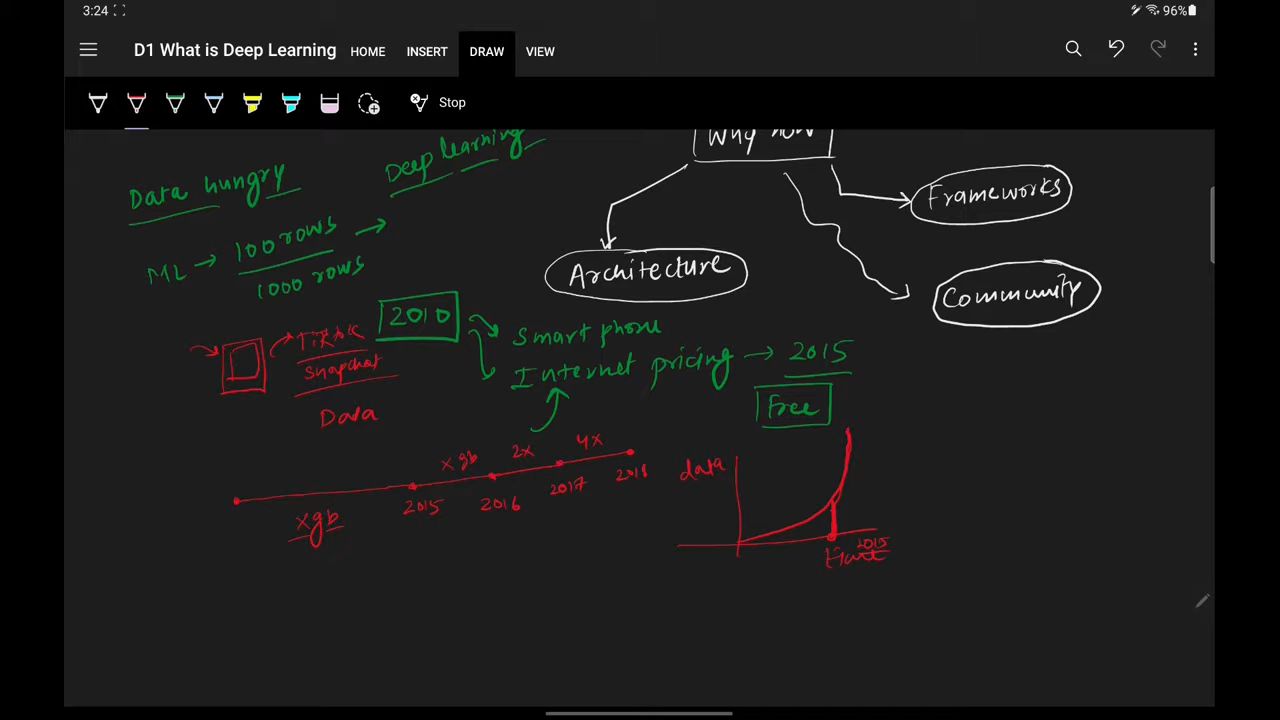 3:24
96%
D1 What is Deep Learning
HOME
INSERT
DRAW
VIEW
Stop
Why now
Data hungry
Deep learning
Frameworks
ML → 100 rows →
1000 rows
Architecture
Community
2010
Smart phone
Internet pricing → 2015
Free
Tiktok
Snapchat
Data
x gb
2x
4x
2015
2016
2017
2018
xgb
data
2015